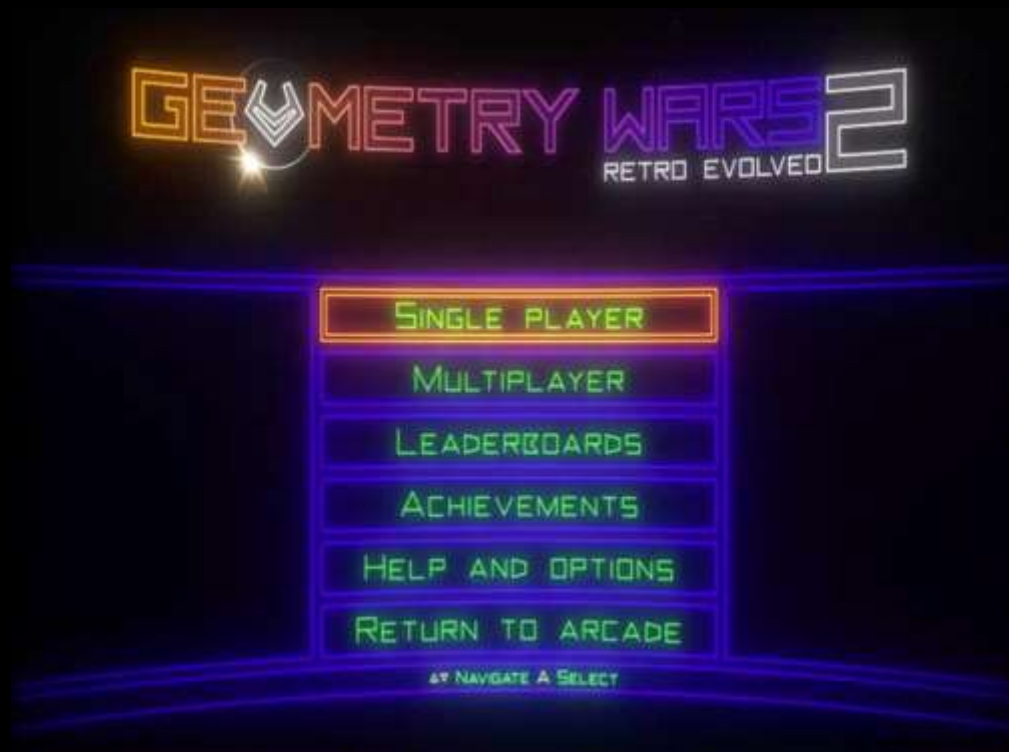 GEOMETRY WARS 2
RETRO EVOLVED
SINGLE PLAYER
MULTIPLAYER
LEADERBOARDS
ACHIEVEMENTS
HELP AND OPTIONS
RETURN TO ARCADE
▲▼ NAVIGATE A SELECT